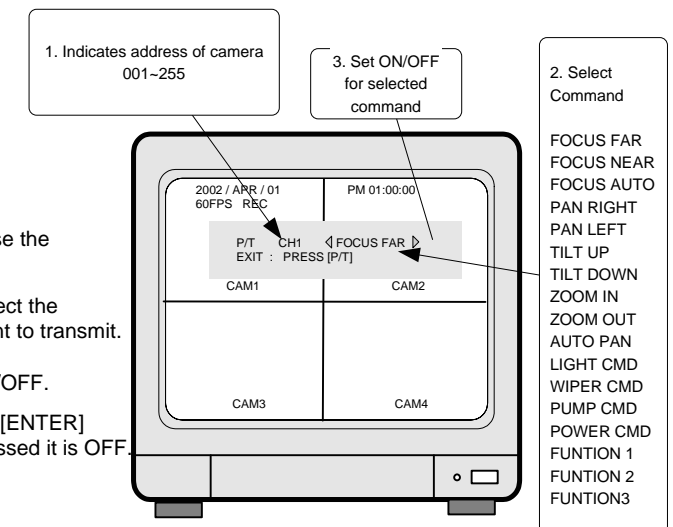 1. Indicates address of camera
001~255
3. Set ON/OFF
for selected
command
2. Select
Command
FOCUS FAR
FOCUS NEAR
FOCUS AUTO
PAN RIGHT
PAN LEFT
TILT UP
TILT DOWN
ZOOM IN
ZOOM OUT
AUTO PAN
LIGHT CMD
WIPER CMD
PUMP CMD
POWER CMD
FUNTION 1
FUNTION 2
FUNTION3
2002 / APR / 01
60FPS REC
PM 01:00:00
P/T CH1 ◁ FOCUS FAR ▷
EXIT : PRESS [P/T]
CAM1
CAM2
CAM3
CAM4
se the
ect the
nt to transmit.
/OFF.
[ENTER]
ssed it is OFF.